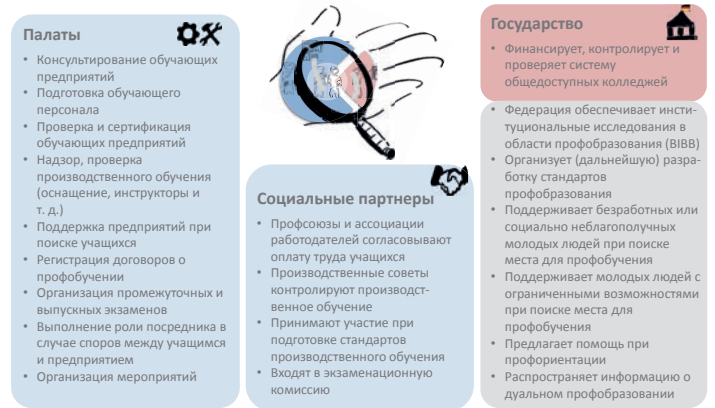 Палаты
• Консультирование обучающих
предприятий
• Подготовка обучающего
персонала
• Проверка и сертификация
обучающих предприятий
• Надзор, проверка
производственного обучения
(оснащение, инструкторы и
т. д.)
• Поддержка предприятий при
поиске учащихся
• Регистрация договоров о
профобучении
• Организация промежуточных и
выпускных экзаменов
• Выполнение роли посредника в
случае споров между учащимся
и предприятием
• Организация мероприятий
Социальные партнеры
• Профсоюзы и ассоциации
работодателей согласовывают
оплату труда учащихся
• Производственные советы
контролируют производст-
венное обучение
• Принимают участие при
подготовке стандартов
производственного обучения
• Входят в экзаменационную
комиссию
Государство
• Финансирует, контролирует и
проверяет систему
общедоступных колледжей
• Федерация обеспечивает инсти-
туциональные исследования в
области профобразования (BIBB)
• Организует (дальнейшую) разра-
ботку стандартов
профобразования
• Поддерживает безработных или
социально неблагополучных
молодых людей при поиске
места для профобучения
• Поддерживает молодых людей с
ограниченными возможностями
при поиске места для
профобучения
• Предлагает помощь при
профориентации
• Распространяет информацию о
дуальном профобразовании